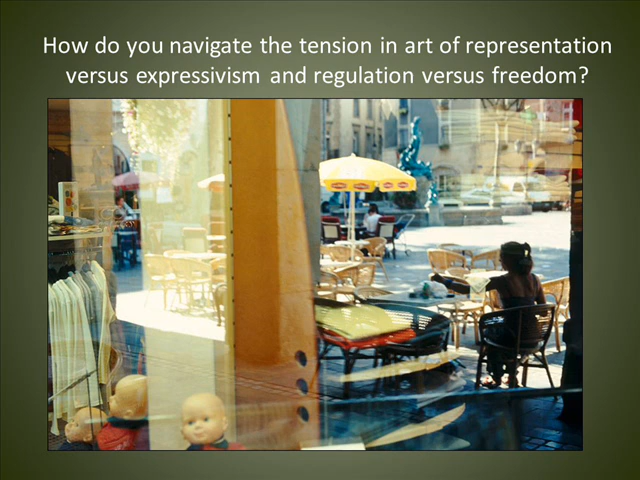 How do you navigate the tension in art of representation
versus expressivism and regulation versus freedom?